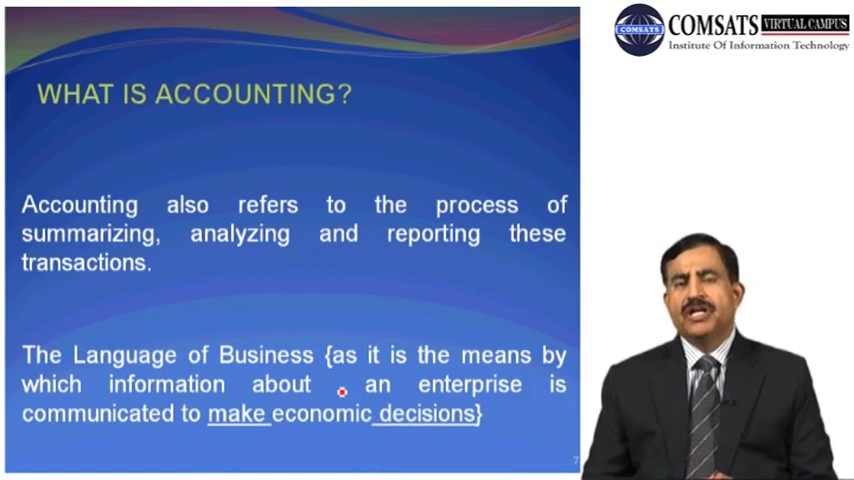 COMSATS VIRTUAL CAMPUS
Institute Of Information Technology
COMSATS
WHAT IS ACCOUNTING?
Accounting also refers to the process of
summarizing, analyzing and reporting these
transactions.
The Language of Business {as it is the means by
which information about an enterprise is
communicated to make economic decisions}
7